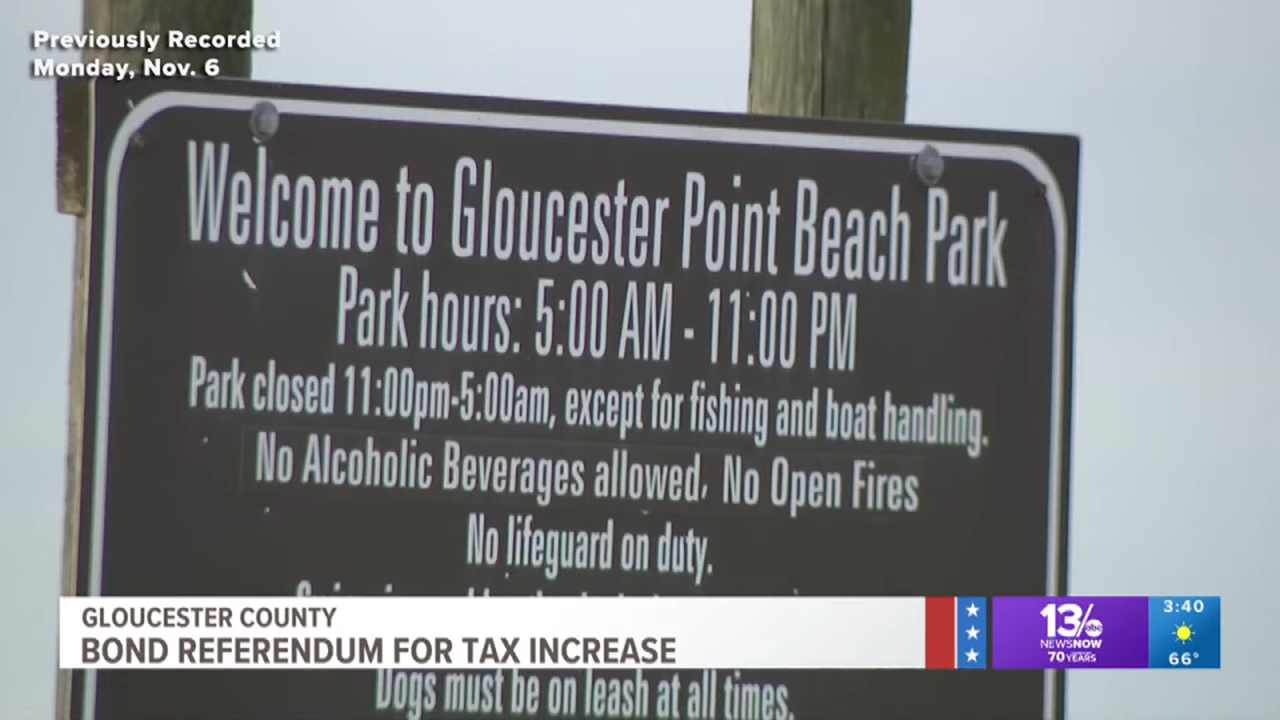 Previously Recorded
Monday, Nov. 6
Welcome to Gloucester Point Beach Park
Park hours: 5:00 AM - 11:00 PM
Park closed 11:00pm-5:00am, except for fishing and boat handling.
No Alcoholic Beverages allowed, No Open Fires
No lifeguard on duty.
GLOUCESTER COUNTY
BOND REFERENDUM FOR TAX INCREASE
13
abc
NEWSNOW
70 YEARS
3:40
66°
Dogs must be on leash at all times.